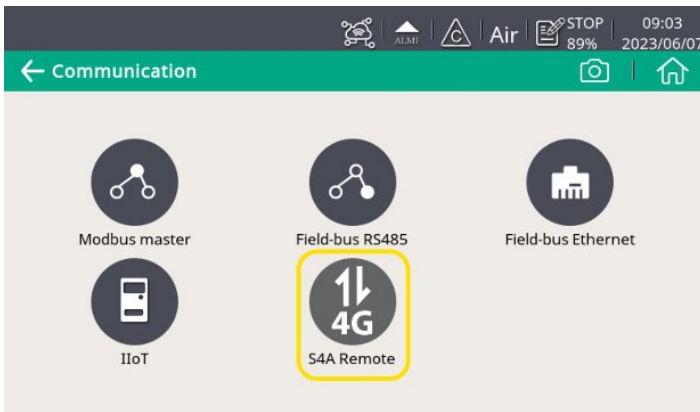 STOP 09:03
ALM1 C Air 89% 2023/06/07
Communication
Modbus master Field-bus RS485 Field-bus Ethernet
4G
IIoT S4A Remote